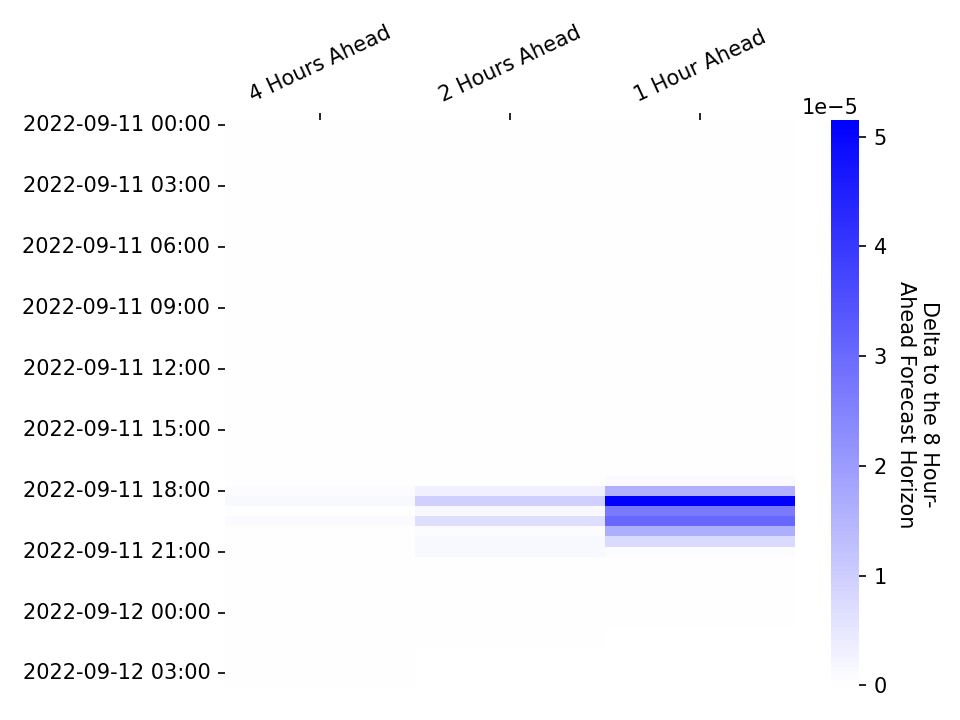 4 Hours Ahead
2 Hours Ahead
1 Hour Ahead
1e−5
2022-09-11 00:00
2022-09-11 03:00
2022-09-11 06:00
2022-09-11 09:00
2022-09-11 12:00
2022-09-11 15:00
2022-09-11 18:00
2022-09-11 21:00
2022-09-12 00:00
2022-09-12 03:00
5
4
3
2
1
0
Delta to the 8 Hour-
Ahead Forecast Horizon